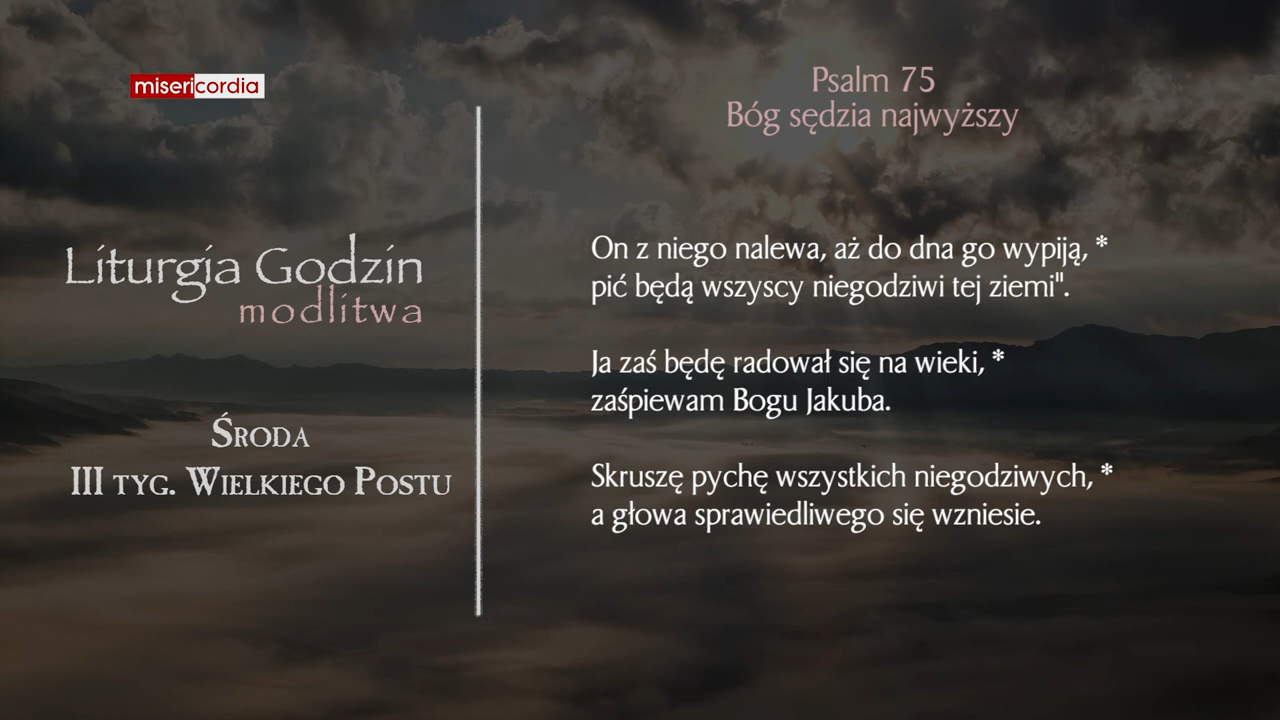 misericordia
Liturgia Godzin
modlitwa
Środa
III tyg. Wielkiego Postu
Psalm 75
Bóg sędzia najwyższy
On z niego nalewa, aż do dna go wypiją, *
pić będą wszyscy niegodziwi tej ziemi".
Ja zaś będę radował się na wieki, *
zaśpiewam Bogu Jakuba.
Skruszę pychę wszystkich niegodziwych, *
a głowa sprawiedliwego się wzniesie.